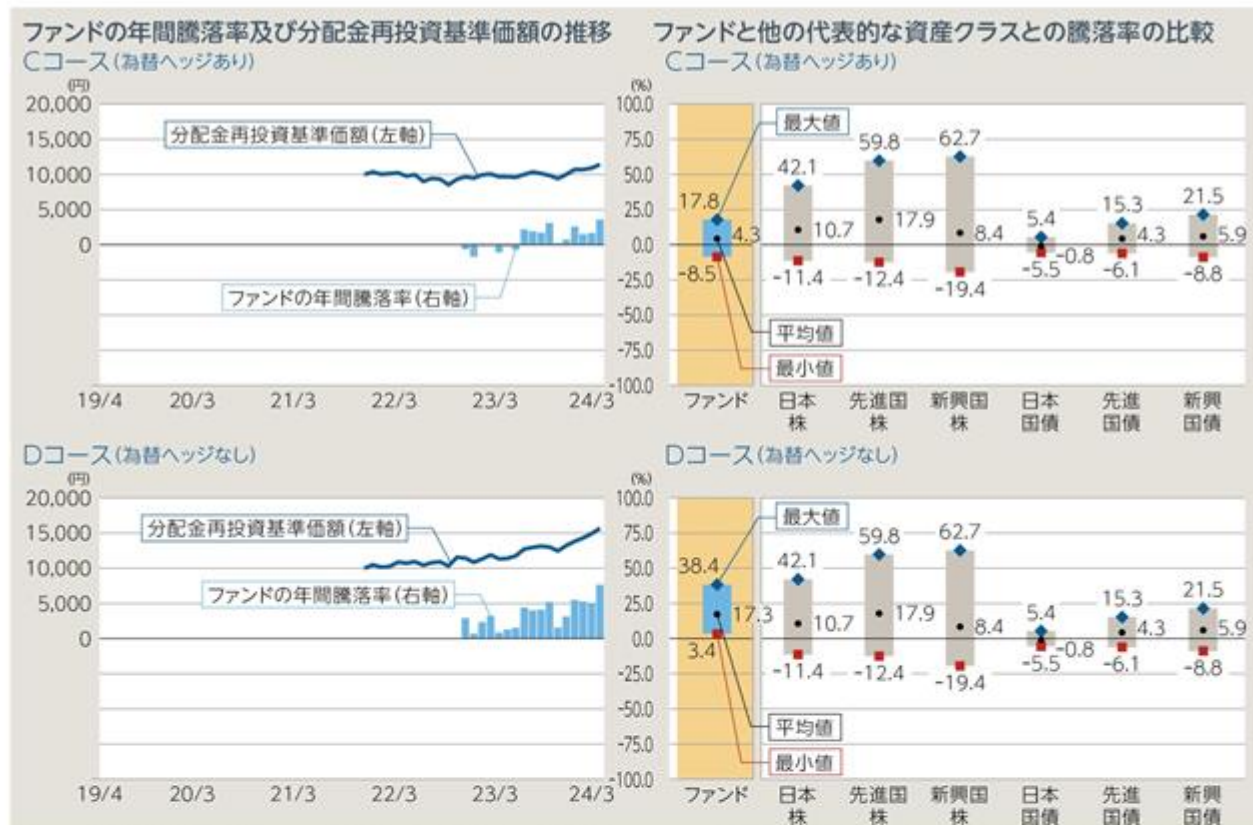 ファンドの年間騰落率及び分配金再投資基準価額の推移
Cコース(為替ヘッジあり)
(円)
20,000
15,000
10,000
5,000
0
分配金再投資基準価額(左軸)
ファンドの年間騰落率(右軸)
19/4 20/3 21/3 22/3 23/3 24/3
ファンドと他の代表的な資産クラスとの騰落率の比較
Cコース(為替ヘッジあり)
(%)
100.0
75.0
50.0
25.0
0.0
-25.0
-50.0
-75.0
-100.0
最大値
平均値
最小値
17.8 42.1 59.8 62.7 5.4 15.3 21.5
4.3 10.7 17.9 8.4 -0.8 4.3 5.9
-8.5 -11.4 -12.4 -19.4 -5.5 -6.1 -8.8
ファンド 日本 先進国 新興国 日本 先進 新興
株 株 株 国債 国債 国債
Dコース(為替ヘッジなし)
(円)
20,000
15,000
10,000
5,000
0
分配金再投資基準価額(左軸)
ファンドの年間騰落率(右軸)
19/4 20/3 21/3 22/3 23/3 24/3
Dコース(為替ヘッジなし)
(%)
100.0
75.0
50.0
25.0
0.0
-25.0
-50.0
-75.0
-100.0
最大値
平均値
最小値
38.4 42.1 59.8 62.7 5.4 15.3 21.5
17.3 10.7 17.9 8.4 -0.8 4.3 5.9
3.4 -11.4 -12.4 -19.4 -5.5 -6.1 -8.8
ファンド 日本 先進国 新興国 日本 先進 新興
株 株 株 国債 国債 国債